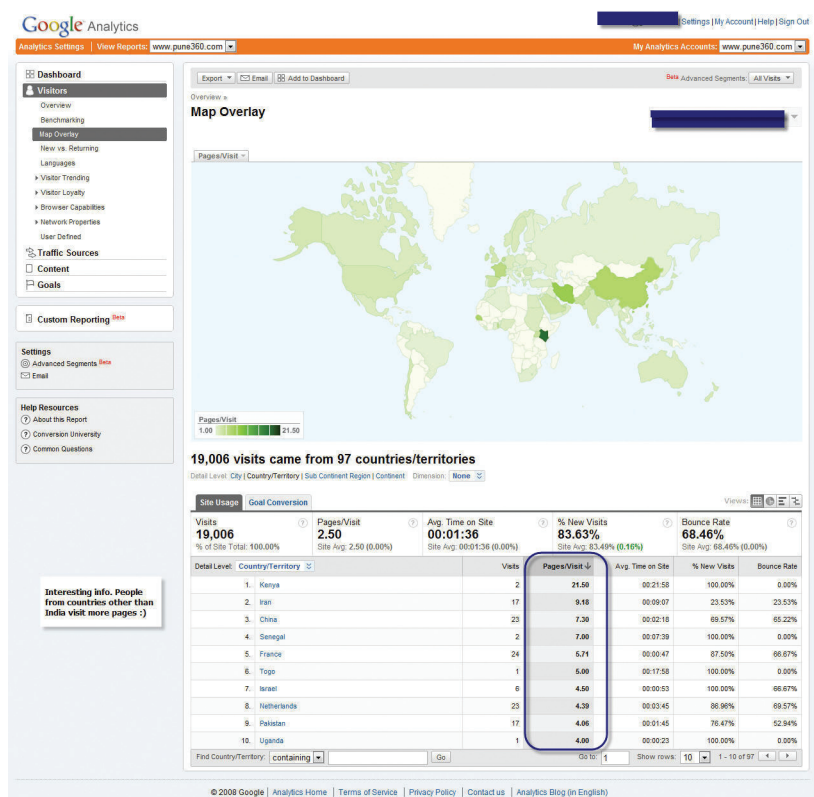 Google Analytics
Settings | My Account | Help | Sign Out
Analytics Settings | View Reports: www.pune360.com
My Analytics Accounts: www.pune360.com
Dashboard
Visitors
Overview
Benchmarking
Map Overlay
New vs. Returning
Languages
Visitor Trending
Visitor Loyalty
Browser Capabilities
Network Properties
User Defined
Traffic Sources
Content
Goals
Custom Reporting Beta
Settings
Advanced Segments Beta
Email
Help Resources
? About this Report
? Conversion University
? Common Questions
Interesting info. People
from countries other than
India visit more pages :)
Export Email Add to Dashboard
Beta Advanced Segments: All Visits
Overview »
Map Overlay
Pages/Visit
Pages/Visit
1.00 21.50
19,006 visits came from 97 countries/territories
Detail Level: City | Country/Territory | Sub Continent Region | Continent Dimension: None
Site Usage Goal Conversion
Views:
Visits ? Pages/Visit ? Avg. Time on Site ? % New Visits ? Bounce Rate ?
19,006 2.50 00:01:36 83.63% 68.46%
% of Site Total: 100.00% Site Avg: 2.50 (0.00%) Site Avg: 00:01:36 (0.00%) Site Avg: 83.49% (0.16%) Site Avg: 68.46% (0.00%)
Detail Level: Country/Territory Visits Pages/Visit ↓ Avg. Time on Site % New Visits Bounce Rate
1. Kenya 2 21.50 00:21:58 100.00% 0.00%
2. Iran 17 9.18 00:09:07 23.53% 23.53%
3. China 23 7.30 00:02:18 69.57% 65.22%
4. Senegal 2 7.00 00:07:39 100.00% 0.00%
5. France 24 5.71 00:00:47 87.50% 66.67%
6. Togo 1 5.00 00:17:58 100.00% 0.00%
7. Israel 6 4.50 00:00:53 100.00% 66.67%
8. Netherlands 23 4.39 00:03:45 86.96% 69.57%
9. Pakistan 17 4.06 00:01:45 76.47% 52.94%
10. Uganda 1 4.00 00:00:23 100.00% 0.00%
Find Country/Territory: containing Go Go to: 1 Show rows: 10 1 - 10 of 97
© 2008 Google | Analytics Home | Terms of Service | Privacy Policy | Contact us | Analytics Blog (in English)